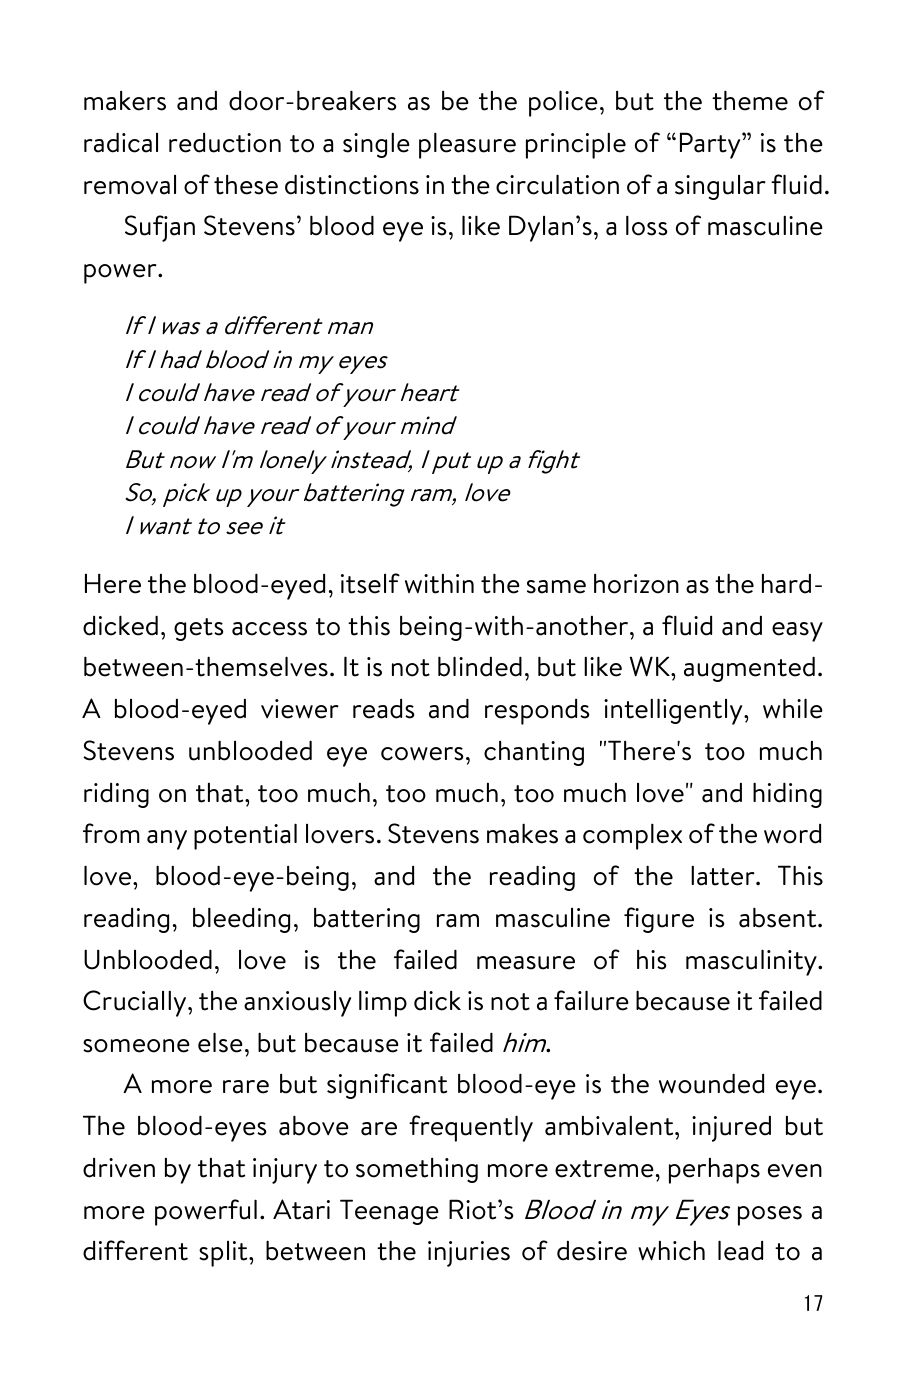 makers and door-breakers as be the police, but the theme of
radical reduction to a single pleasure principle of “Party” is the
removal of these distinctions in the circulation of a singular fluid.
Sufjan Stevens’ blood eye is, like Dylan’s, a loss of masculine
power.
If I was a different man
If I had blood in my eyes
I could have read of your heart
I could have read of your mind
But now I'm lonely instead, I put up a fight
So, pick up your battering ram, love
I want to see it
Here the blood-eyed, itself within the same horizon as the hard-
dicked, gets access to this being-with-another, a fluid and easy
between-themselves. It is not blinded, but like WK, augmented.
A blood-eyed viewer reads and responds intelligently, while
Stevens unblooded eye cowers, chanting "There's too much
riding on that, too much, too much, too much love" and hiding
from any potential lovers. Stevens makes a complex of the word
love, blood-eye-being, and the reading of the latter. This
reading, bleeding, battering ram masculine figure is absent.
Unblooded, love is the failed measure of his masculinity.
Crucially, the anxiously limp dick is not a failure because it failed
someone else, but because it failed him.
A more rare but significant blood-eye is the wounded eye.
The blood-eyes above are frequently ambivalent, injured but
driven by that injury to something more extreme, perhaps even
more powerful. Atari Teenage Riot’s Blood in my Eyes poses a
different split, between the injuries of desire which lead to a
17